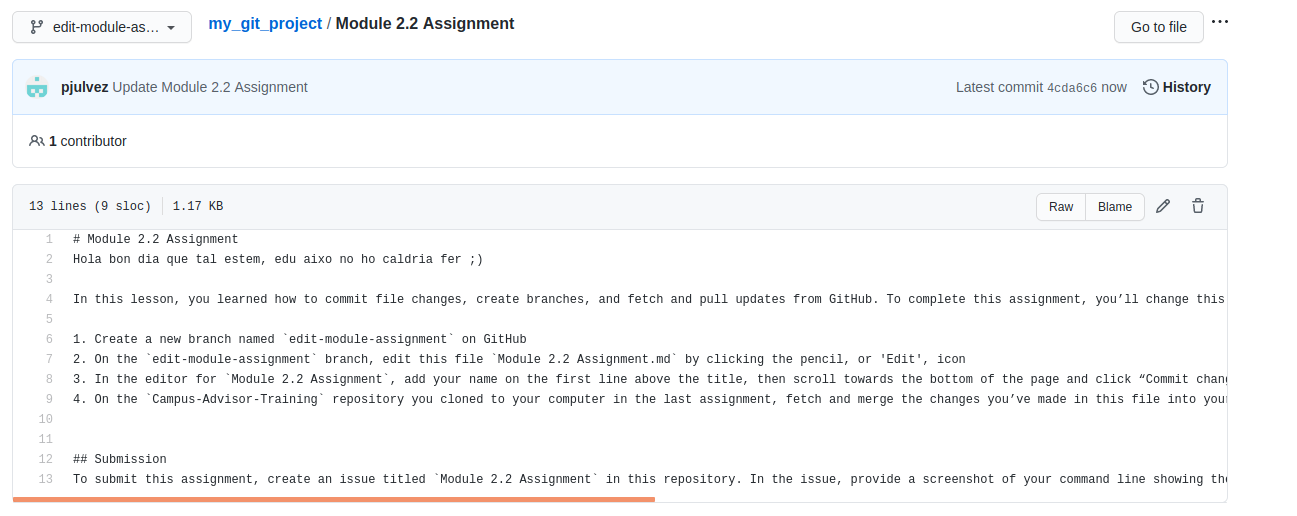 edit-module-as…
my_git_project / Module 2.2 Assignment
Go to file
...
pjulvez Update Module 2.2 Assignment
Latest commit 4cda6c6 now
History
1 contributor
13 lines (9 sloc)
1.17 KB
Raw
Blame
1 # Module 2.2 Assignment
2 Hola bon dia que tal estem, edu aixo no ho caldria fer ;)
3
4 In this lesson, you learned how to commit file changes, create branches, and fetch and pull updates from GitHub. To complete this assignment, you’ll change this
5
6 1. Create a new branch named `edit-module-assignment` on GitHub
7 2. On the `edit-module-assignment` branch, edit this file `Module 2.2 Assignment.md` by clicking the pencil, or 'Edit', icon
8 3. In the editor for `Module 2.2 Assignment`, add your name on the first line above the title, then scroll towards the bottom of the page and click “Commit chang
9 4. On the `Campus-Advisor-Training` repository you cloned to your computer in the last assignment, fetch and merge the changes you’ve made in this file into your
10
11
12 ## Submission
13 To submit this assignment, create an issue titled `Module 2.2 Assignment` in this repository. In the issue, provide a screenshot of your command line showing the